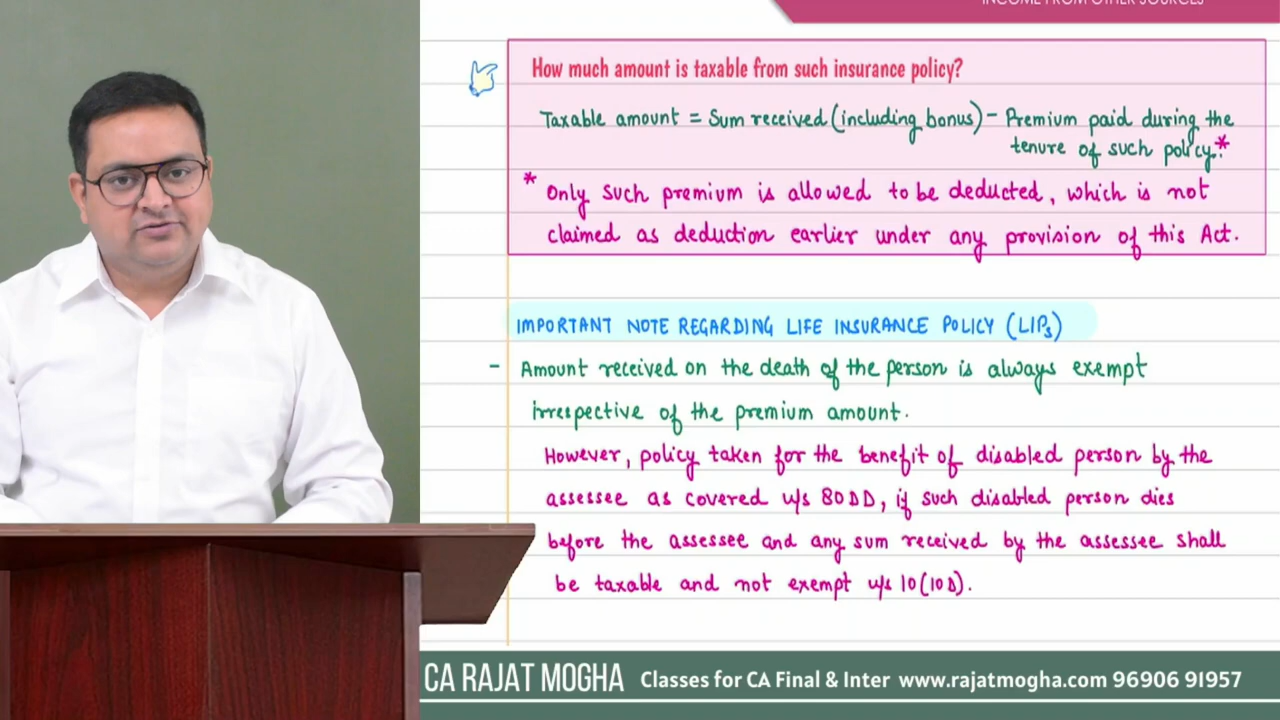 INCOME FROM OTHER SOURCES
How much amount is taxable from such insurance policy?
Taxable amount = Sum received (including bonus) - Premium paid during the
tenure of such policy.*
* Only such premium is allowed to be deducted, which is not
claimed as deduction earlier under any provision of this Act.
IMPORTANT NOTE REGARDING LIFE INSURANCE POLICY (LIPs)
- Amount received on the death of the person is always exempt
irrespective of the premium amount.
However, policy taken for the benefit of disabled person by the
assessee as covered u/s 80DD, if such disabled person dies
before the assessee and any sum received by the assessee shall
be taxable and not exempt u/s 10(10D).
CA RAJAT MOGHA Classes for CA Final & Inter www.rajatmogha.com 96906 91957